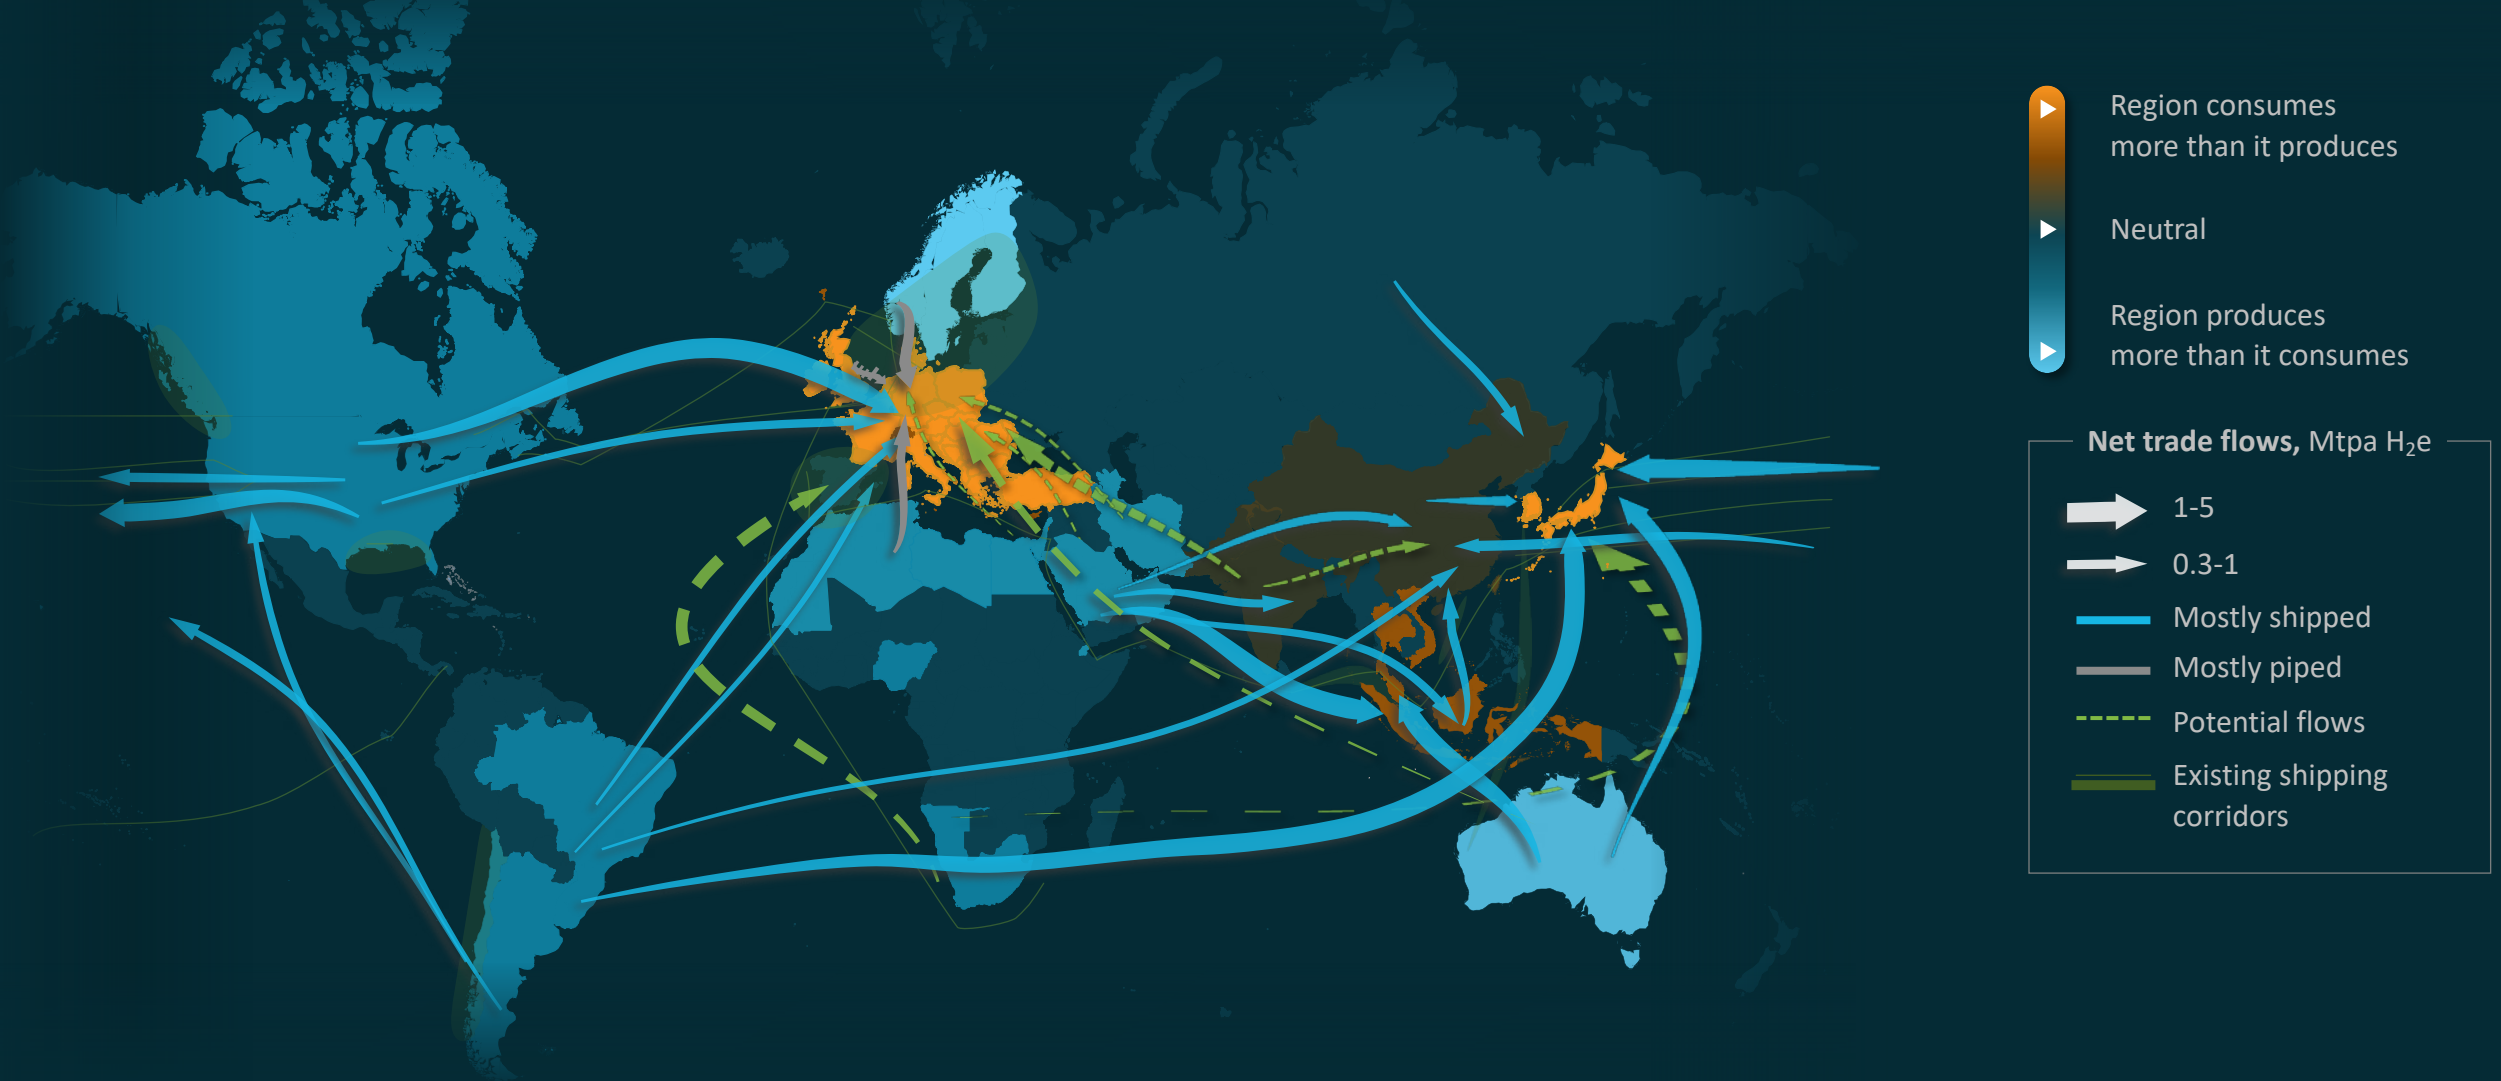 Region consumes
more than it produces
Neutral
Region produces
more than it consumes
Net trade flows, Mtpa H₂e
1-5
0.3-1
Mostly shipped
Mostly piped
Potential flows
Existing shipping
corridors